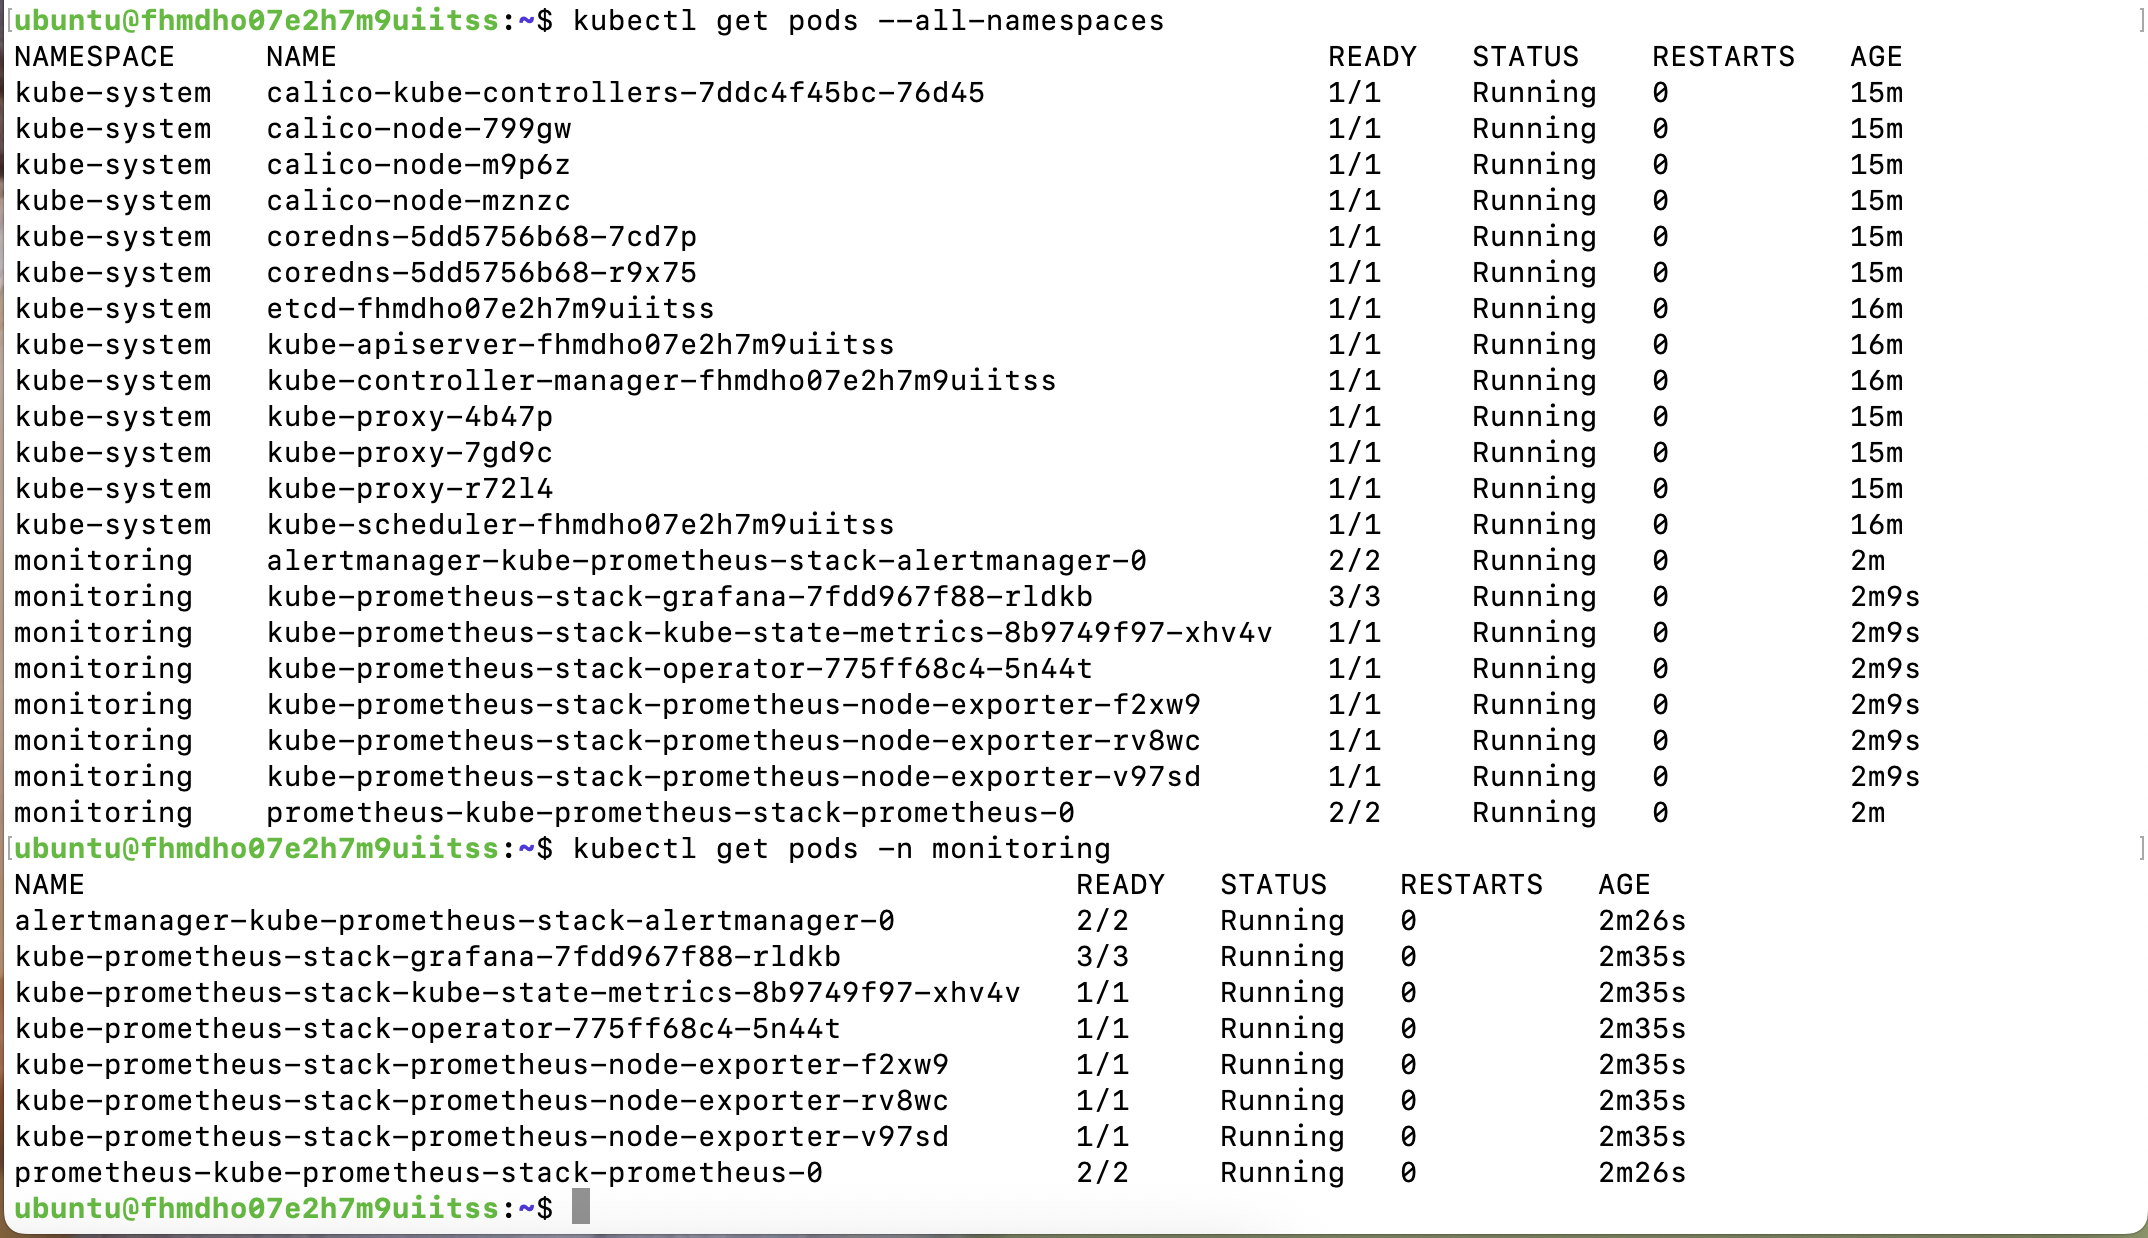 [ubuntu@fhmdho07e2h7m9uiitss:~$ kubectl get pods --all-namespaces ]
NAMESPACE NAME READY STATUS RESTARTS AGE
kube-system calico-kube-controllers-7ddc4f45bc-76d45 1/1 Running 0 15m
kube-system calico-node-799gw 1/1 Running 0 15m
kube-system calico-node-m9p6z 1/1 Running 0 15m
kube-system calico-node-mznzc 1/1 Running 0 15m
kube-system coredns-5dd5756b68-7cd7p 1/1 Running 0 15m
kube-system coredns-5dd5756b68-r9x75 1/1 Running 0 15m
kube-system etcd-fhmdho07e2h7m9uiitss 1/1 Running 0 16m
kube-system kube-apiserver-fhmdho07e2h7m9uiitss 1/1 Running 0 16m
kube-system kube-controller-manager-fhmdho07e2h7m9uiitss 1/1 Running 0 16m
kube-system kube-proxy-4b47p 1/1 Running 0 15m
kube-system kube-proxy-7gd9c 1/1 Running 0 15m
kube-system kube-proxy-r72l4 1/1 Running 0 15m
kube-system kube-scheduler-fhmdho07e2h7m9uiitss 1/1 Running 0 16m
monitoring alertmanager-kube-prometheus-stack-alertmanager-0 2/2 Running 0 2m
monitoring kube-prometheus-stack-grafana-7fdd967f88-rldkb 3/3 Running 0 2m9s
monitoring kube-prometheus-stack-kube-state-metrics-8b9749f97-xhv4v 1/1 Running 0 2m9s
monitoring kube-prometheus-stack-operator-775ff68c4-5n44t 1/1 Running 0 2m9s
monitoring kube-prometheus-stack-prometheus-node-exporter-f2xw9 1/1 Running 0 2m9s
monitoring kube-prometheus-stack-prometheus-node-exporter-rv8wc 1/1 Running 0 2m9s
monitoring kube-prometheus-stack-prometheus-node-exporter-v97sd 1/1 Running 0 2m9s
monitoring prometheus-kube-prometheus-stack-prometheus-0 2/2 Running 0 2m
[ubuntu@fhmdho07e2h7m9uiitss:~$ kubectl get pods -n monitoring ]
NAME READY STATUS RESTARTS AGE
alertmanager-kube-prometheus-stack-alertmanager-0 2/2 Running 0 2m26s
kube-prometheus-stack-grafana-7fdd967f88-rldkb 3/3 Running 0 2m35s
kube-prometheus-stack-kube-state-metrics-8b9749f97-xhv4v 1/1 Running 0 2m35s
kube-prometheus-stack-operator-775ff68c4-5n44t 1/1 Running 0 2m35s
kube-prometheus-stack-prometheus-node-exporter-f2xw9 1/1 Running 0 2m35s
kube-prometheus-stack-prometheus-node-exporter-rv8wc 1/1 Running 0 2m35s
kube-prometheus-stack-prometheus-node-exporter-v97sd 1/1 Running 0 2m35s
prometheus-kube-prometheus-stack-prometheus-0 2/2 Running 0 2m26s
ubuntu@fhmdho07e2h7m9uiitss:~$